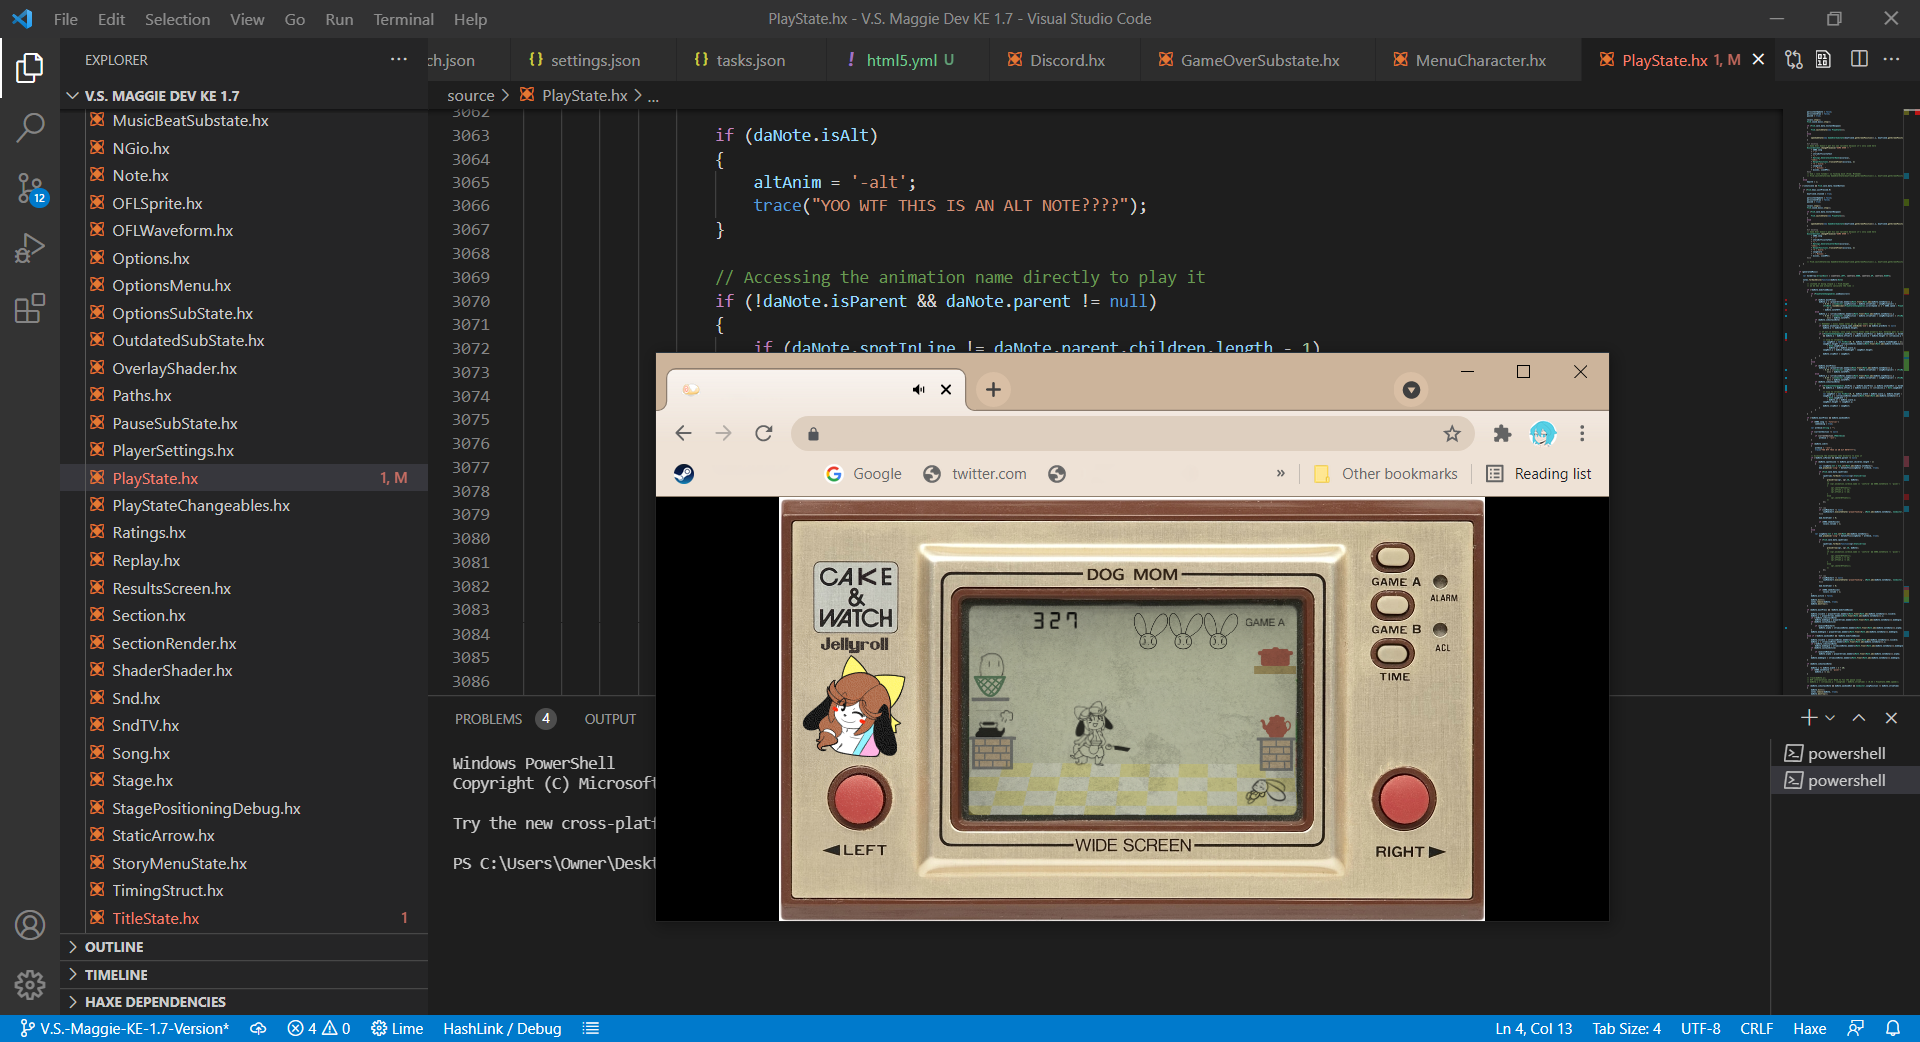 File Edit Selection View Go Run Terminal Help
PlayState.hx - V.S. Maggie Dev KE 1.7 - Visual Studio Code
EXPLORER
ch.json
settings.json
tasks.json
html5.yml U
Discord.hx
GameOverSubstate.hx
MenuCharacter.hx
PlayState.hx 1, M
V.S. MAGGIE DEV KE 1.7
MusicBeatSubstate.hx
NGio.hx
Note.hx
OFLSprite.hx
OFLWaveform.hx
Options.hx
OptionsMenu.hx
OptionsSubState.hx
OutdatedSubState.hx
OverlayShader.hx
Paths.hx
PauseSubState.hx
PlayerSettings.hx
PlayState.hx 1, M
PlayStateChangeables.hx
Ratings.hx
Replay.hx
ResultsScreen.hx
Section.hx
SectionRender.hx
ShaderShader.hx
Snd.hx
SndTV.hx
Song.hx
Stage.hx
StagePositioningDebug.hx
StaticArrow.hx
StoryMenuState.hx
TimingStruct.hx
TitleState.hx 1
OUTLINE
TIMELINE
HAXE DEPENDENCIES
12
source > PlayState.hx > ...
3062
3063 if (daNote.isAlt)
3064 {
3065 altAnim = '-alt';
3066 trace("YOO WTF THIS IS AN ALT NOTE????");
3067 }
3068
3069 // Accessing the animation name directly to play it
3070 if (!daNote.isParent && daNote.parent != null)
3071 {
3072 if (daNote.spotInLine != daNote.parent.children.length - 1)
3073
3074
3075
3076
3077
3078
3079
3080
3081
3082
3083
3084
3085
3086
PROBLEMS 4 OUTPUT
Windows PowerShell
Copyright (C) Microsoft
Try the new cross-platf
PS C:\Users\Owner\Deskt
powershell
powershell
Google
twitter.com
»
Other bookmarks
Reading list
CAKE
&
WATCH
Jellyroll
DOG MOM
327
GAME A
WIDE SCREEN
GAME A
ALARM
GAME B
ACL
TIME
◄LEFT
RIGHT►
V.S.-Maggie-KE-1.7-Version*
4 0
Lime
HashLink / Debug
Ln 4, Col 13
Tab Size: 4
UTF-8
CRLF
Haxe